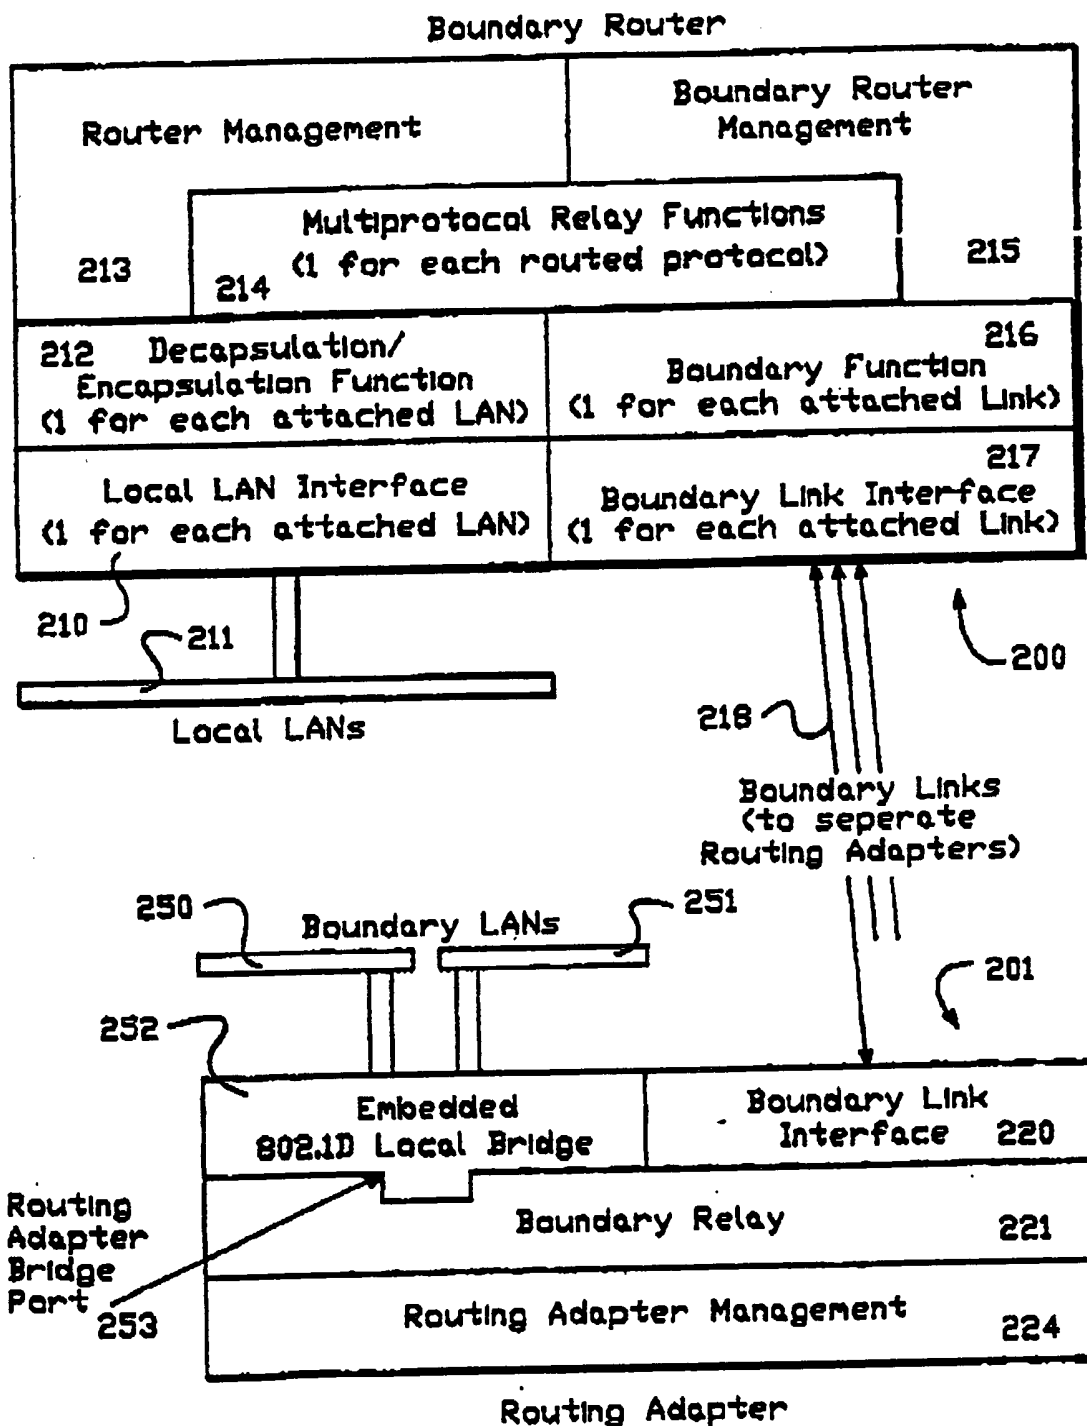 Boundary Router
Router Management
Boundary Router
Management
Multiprotocol Relay Functions
(1 for each routed protocol)
213
214
215
212 Decapsulation/
Encapsulation Function
(1 for each attached LAN)
216
Boundary Function
(1 for each attached Link)
Local LAN Interface
(1 for each attached LAN)
217
Boundary Link Interface
(1 for each attached Link)
210
211
200
Local LANs
218
Boundary Links
(to seperate
Routing Adapters)
250
Boundary LANs
251
201
252
Embedded
802.1D Local Bridge
Boundary Link
Interface 220
Routing
Adapter
Bridge
Port
253
Boundary Relay 221
Routing Adapter Management 224
Routing Adapter